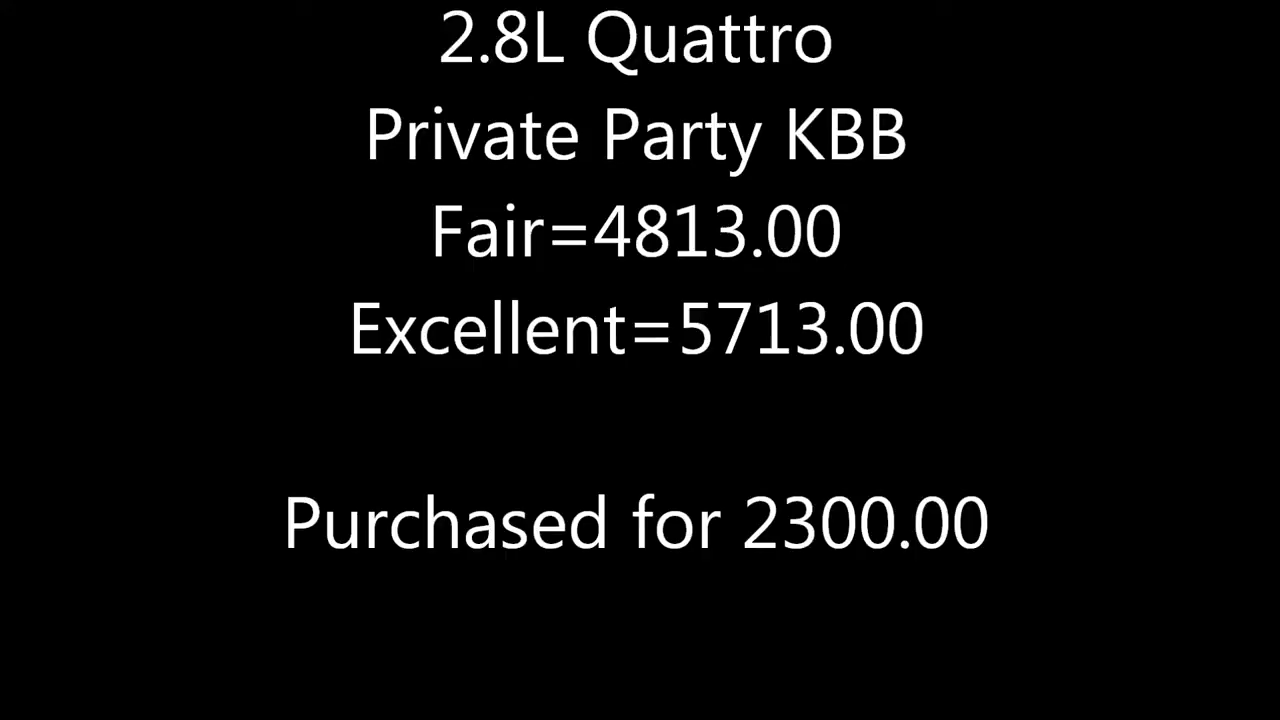 2.8L Quattro
Private Party KBB
Fair=4813.00
Excellent=5713.00
Purchased for 2300.00